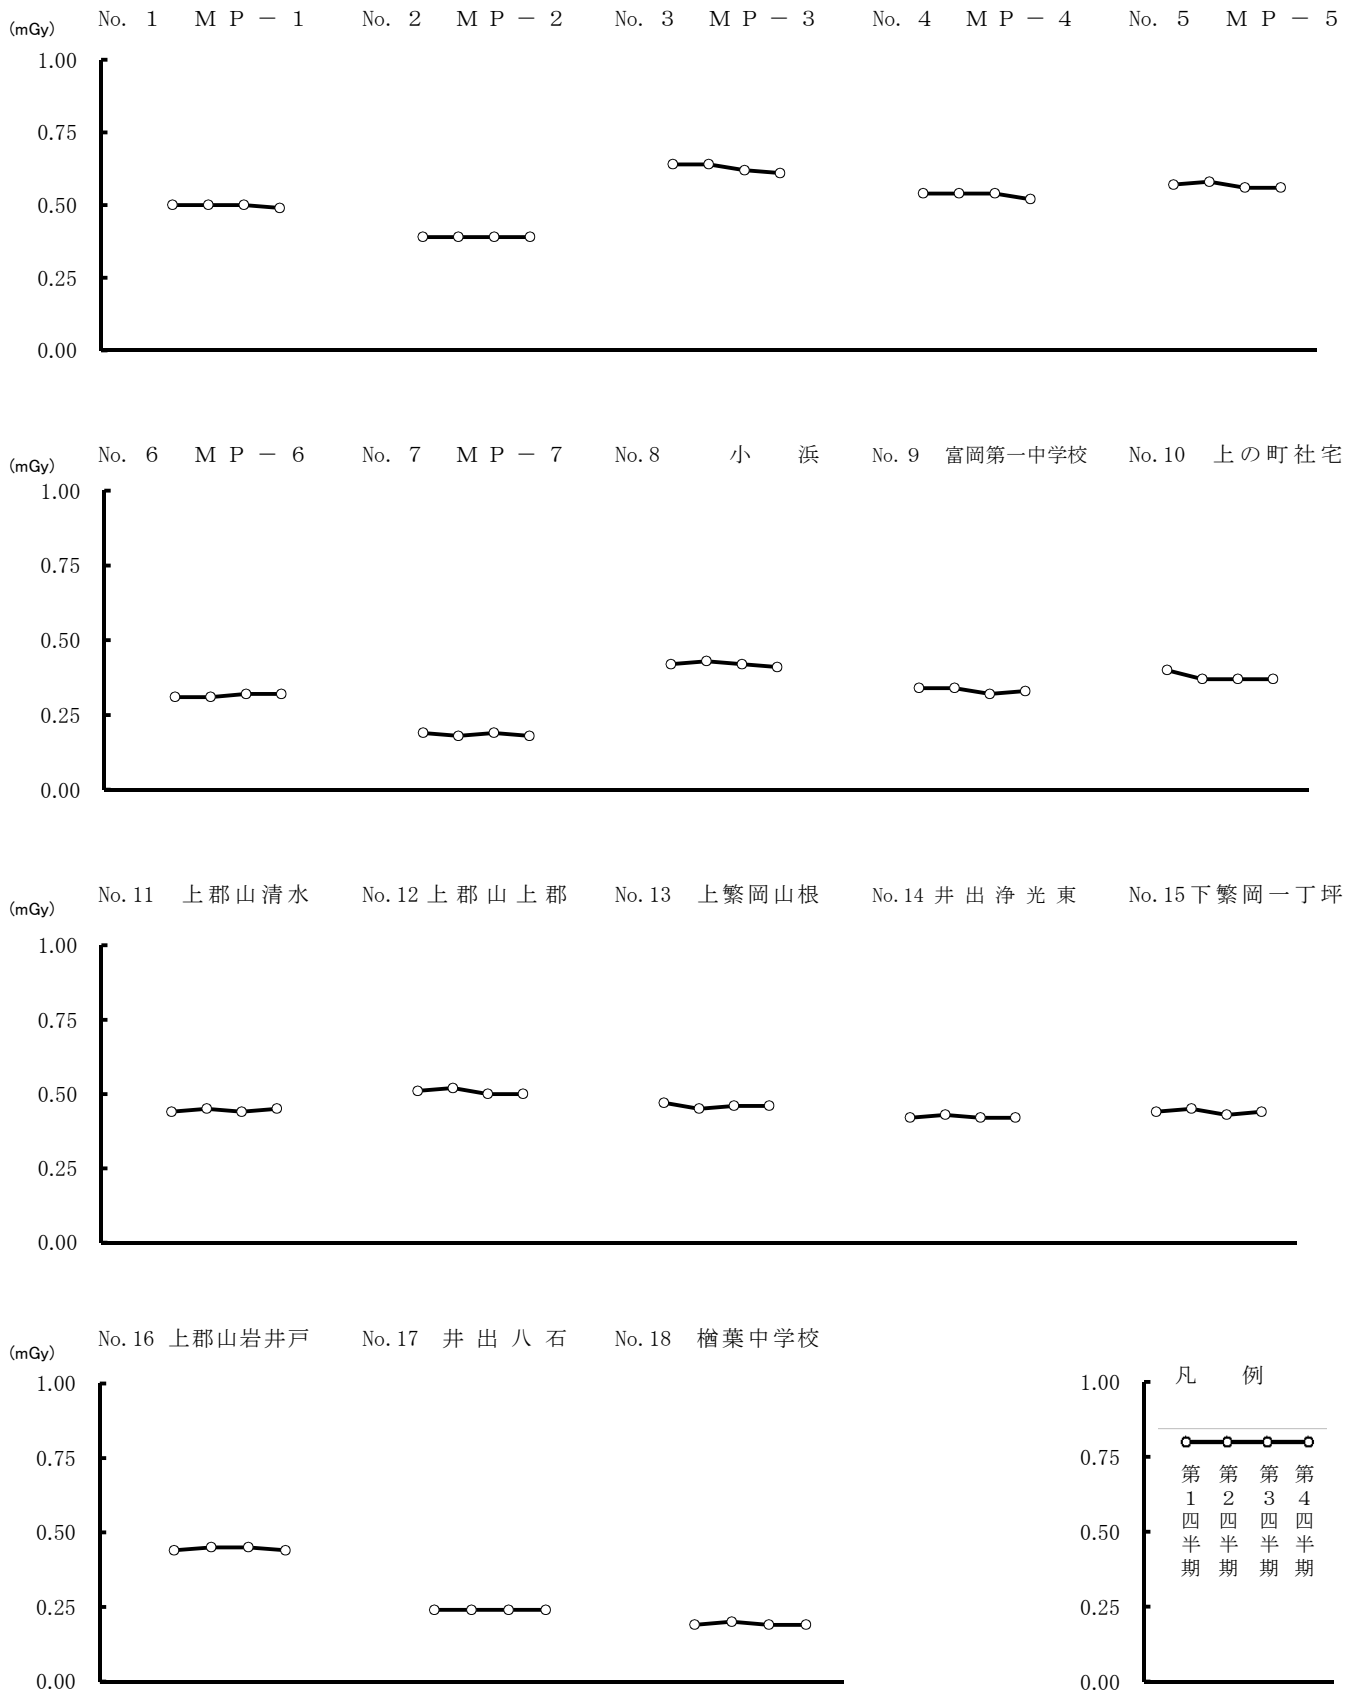 No. １ ＭＰ－１ No. ２ ＭＰ－２ No. ３ ＭＰ－３ No. ４ ＭＰ－４ No. ５ ＭＰ－５
(mGy)
1.00
0.75
0.50
0.25
0.00
No. ６ ＭＰ－６ No. ７ ＭＰ－７ No.８ 小浜 No.９ 富岡第一中学校 No.10 上の町社宅
(mGy)
1.00
0.75
0.50
0.25
0.00
No.11 上郡山清水 No.12 上郡山上郡 No.13 上繁岡山根 No.14 井出浄光東 No.15 下繁岡一丁坪
(mGy)
1.00
0.75
0.50
0.25
0.00
No.16 上郡山岩井戸 No.17 井出八石 No.18 楢葉中学校
(mGy)
1.00
0.75
0.50
0.25
0.00
凡例
1.00
0.75
0.50
0.25
0.00
第１四半期
第２四半期
第３四半期
第４四半期